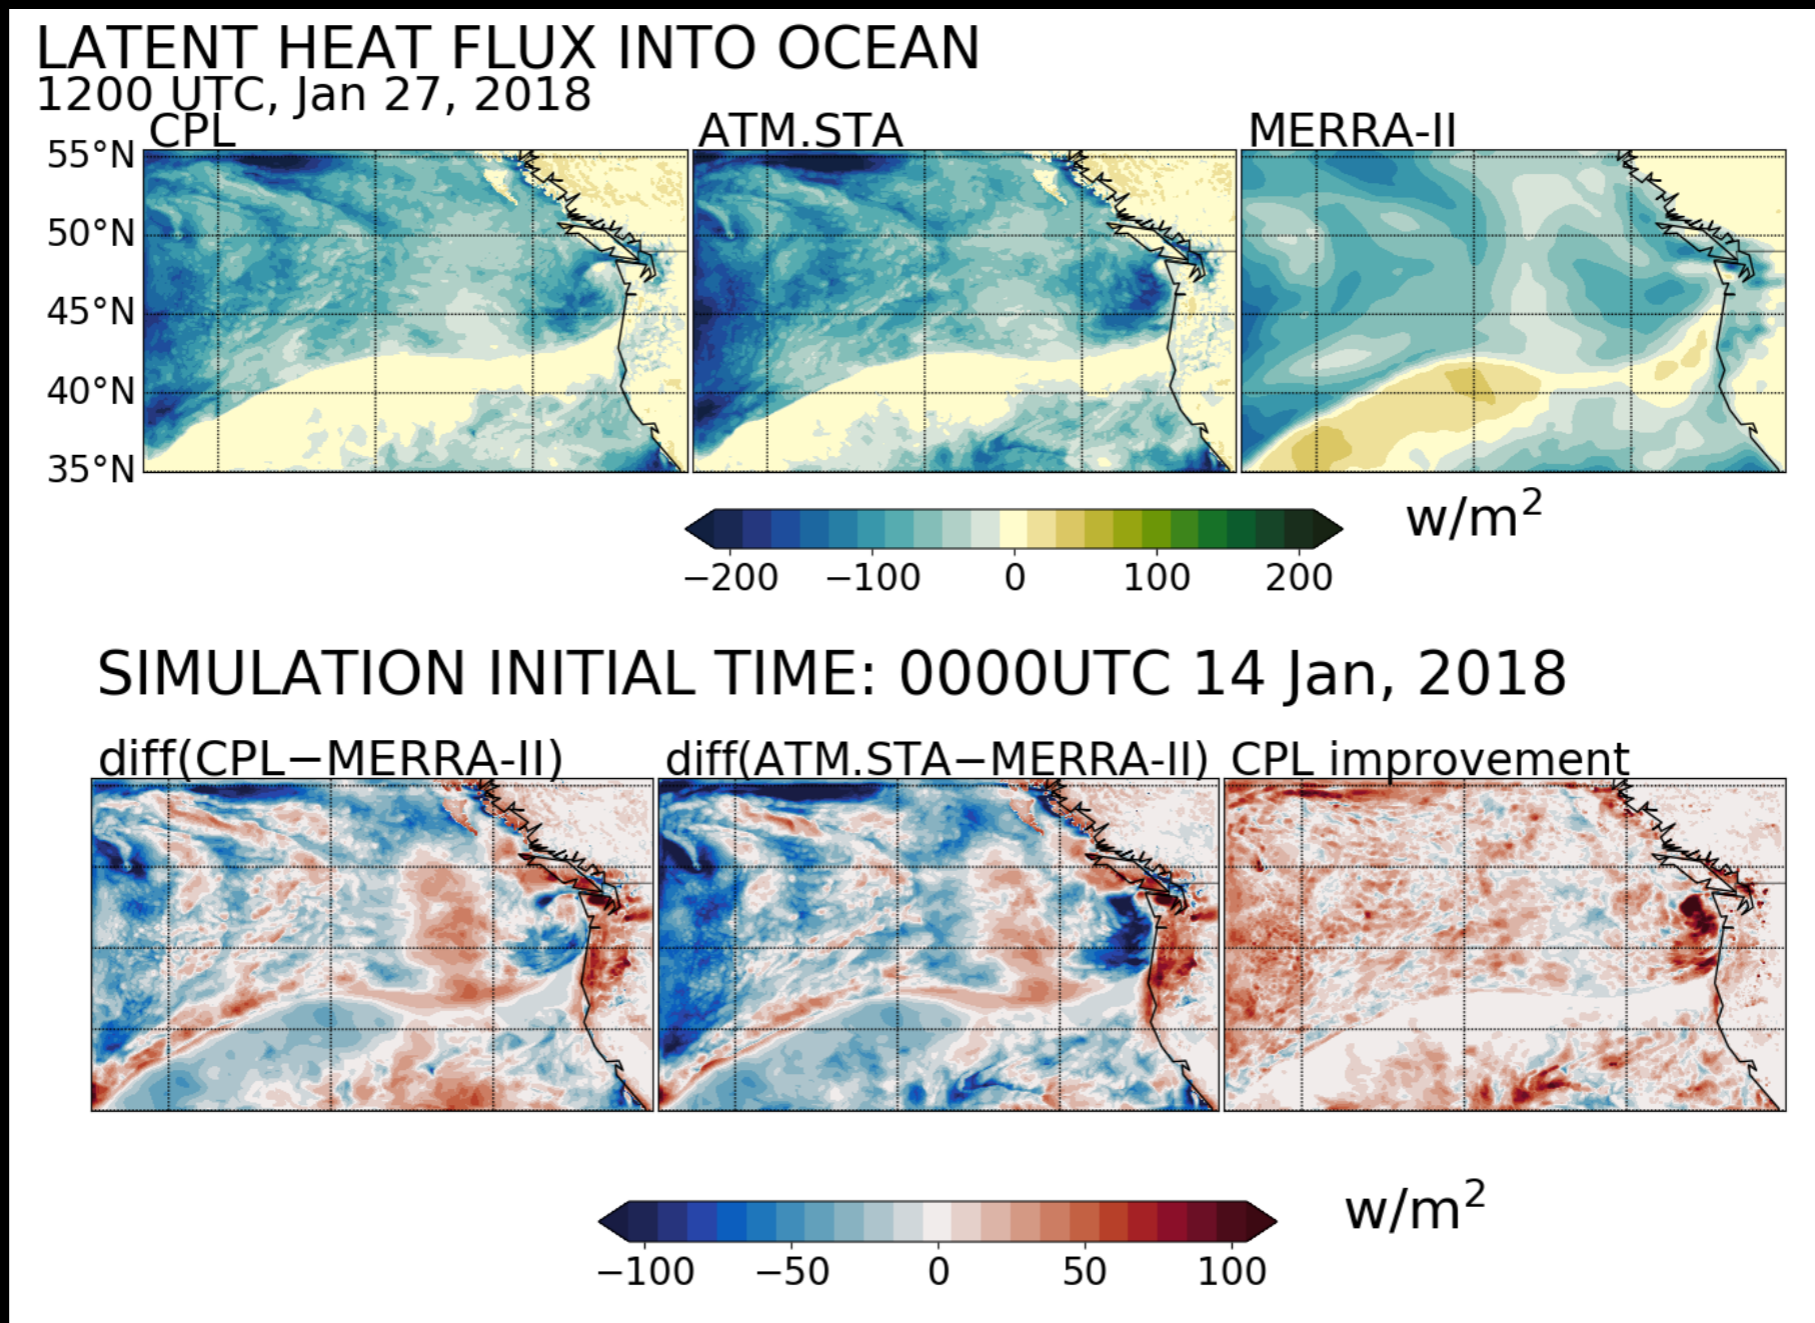 LATENT HEAT FLUX INTO OCEAN
1200 UTC, Jan 27, 2018
CPL ATM.STA MERRA-II
55°N
50°N
45°N
40°N
35°N
w/m²
−200 −100 0 100 200
SIMULATION INITIAL TIME: 0000UTC 14 Jan, 2018
diff(CPL−MERRA-II) diff(ATM.STA−MERRA-II) CPL improvement
w/m²
−100 −50 0 50 100